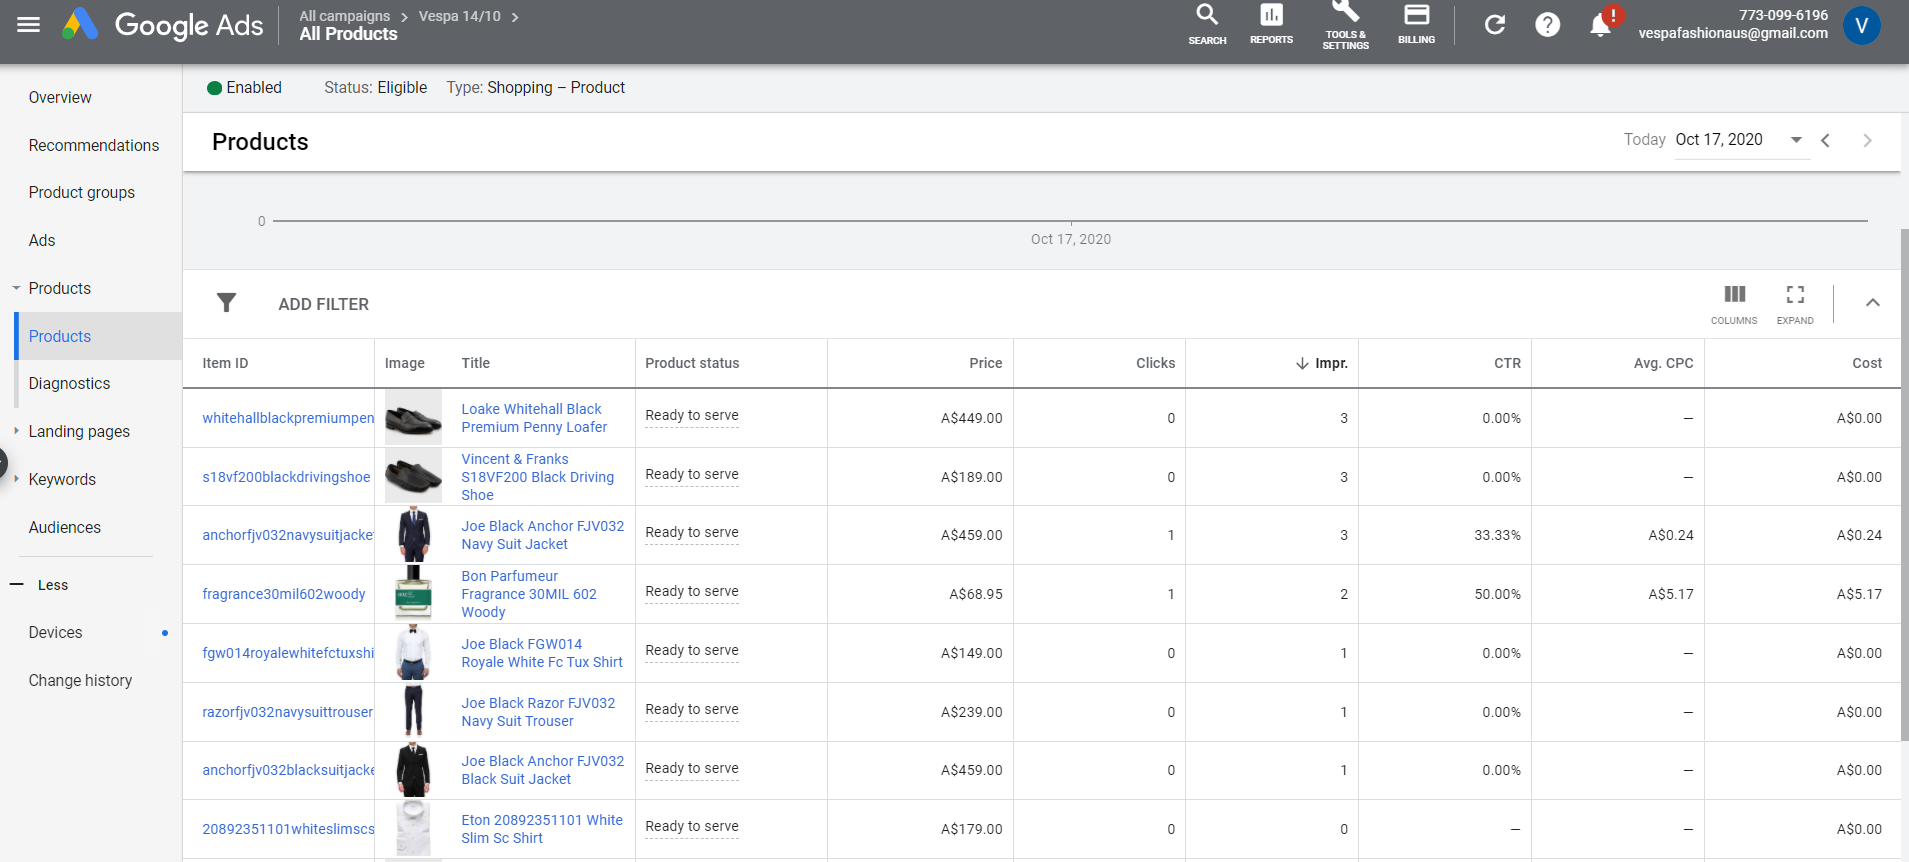 Google Ads
All campaigns > Vespa 14/10 >
All Products
SEARCH
REPORTS
TOOLS & SETTINGS
BILLING
!
773-099-6196
vespafashionaus@gmail.com
V
Overview
Recommendations
Product groups
Ads
Products
Products
Diagnostics
Landing pages
Keywords
Audiences
Less
Devices
Change history
Enabled Status: Eligible Type: Shopping – Product
Products
Today Oct 17, 2020
0
Oct 17, 2020
ADD FILTER
COLUMNS
EXPAND
Item ID Image Title Product status Price Clicks Impr. CTR Avg. CPC Cost
whitehallblackpremiumpen Loake Whitehall Black Premium Penny Loafer Ready to serve A$449.00 0 3 0.00% – A$0.00
s18vf200blackdrivingshoe Vincent & Franks S18VF200 Black Driving Shoe Ready to serve A$189.00 0 3 0.00% – A$0.00
anchorfjv032navysuitjacke Joe Black Anchor FJV032 Navy Suit Jacket Ready to serve A$459.00 1 3 33.33% A$0.24 A$0.24
fragrance30mil602woody Bon Parfumeur Fragrance 30MIL 602 Woody Ready to serve A$68.95 1 2 50.00% A$5.17 A$5.17
fgw014royalewhitefctuxshi Joe Black FGW014 Royale White Fc Tux Shirt Ready to serve A$149.00 0 1 0.00% – A$0.00
razorfjv032navysuittrouser Joe Black Razor FJV032 Navy Suit Trouser Ready to serve A$239.00 0 1 0.00% – A$0.00
anchorfjv032blacksuitjacke Joe Black Anchor FJV032 Black Suit Jacket Ready to serve A$459.00 0 1 0.00% – A$0.00
20892351101whiteslimscs Eton 20892351101 White Slim Sc Shirt Ready to serve A$179.00 0 0 – – A$0.00